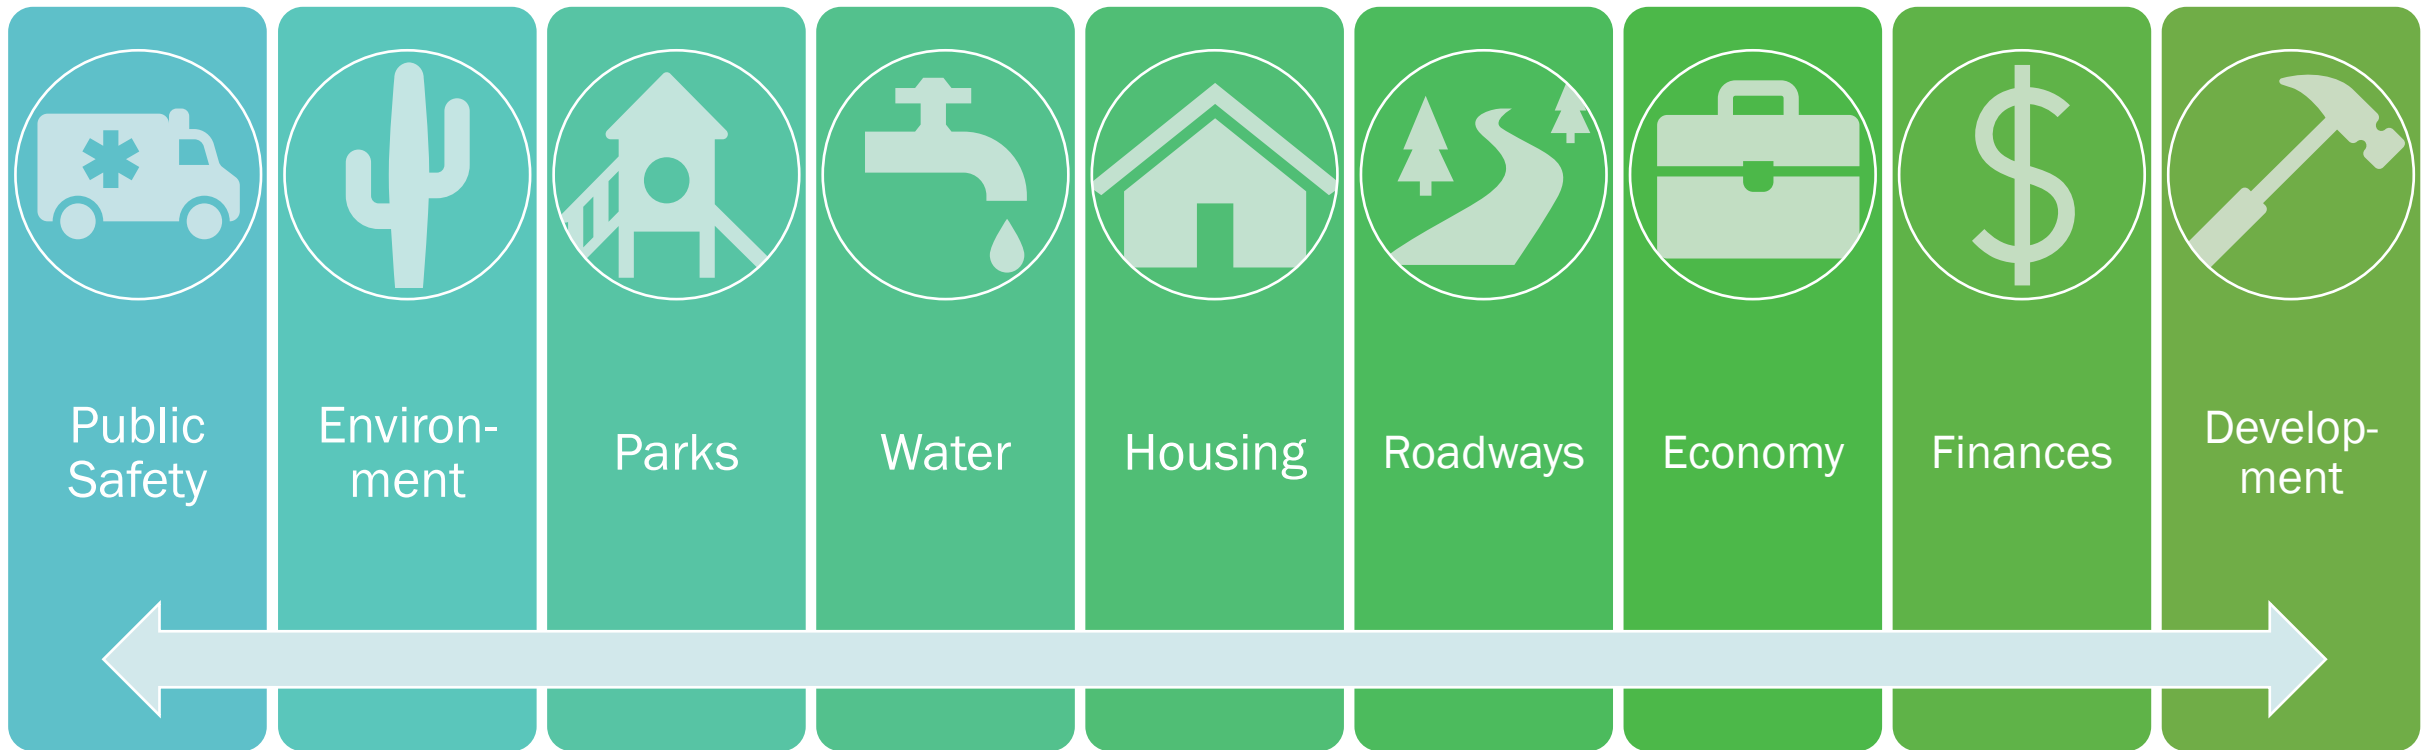 Public
Safety
Environ-
ment
Parks
Water
Housing
Roadways
Economy
Finances
Develop-
ment